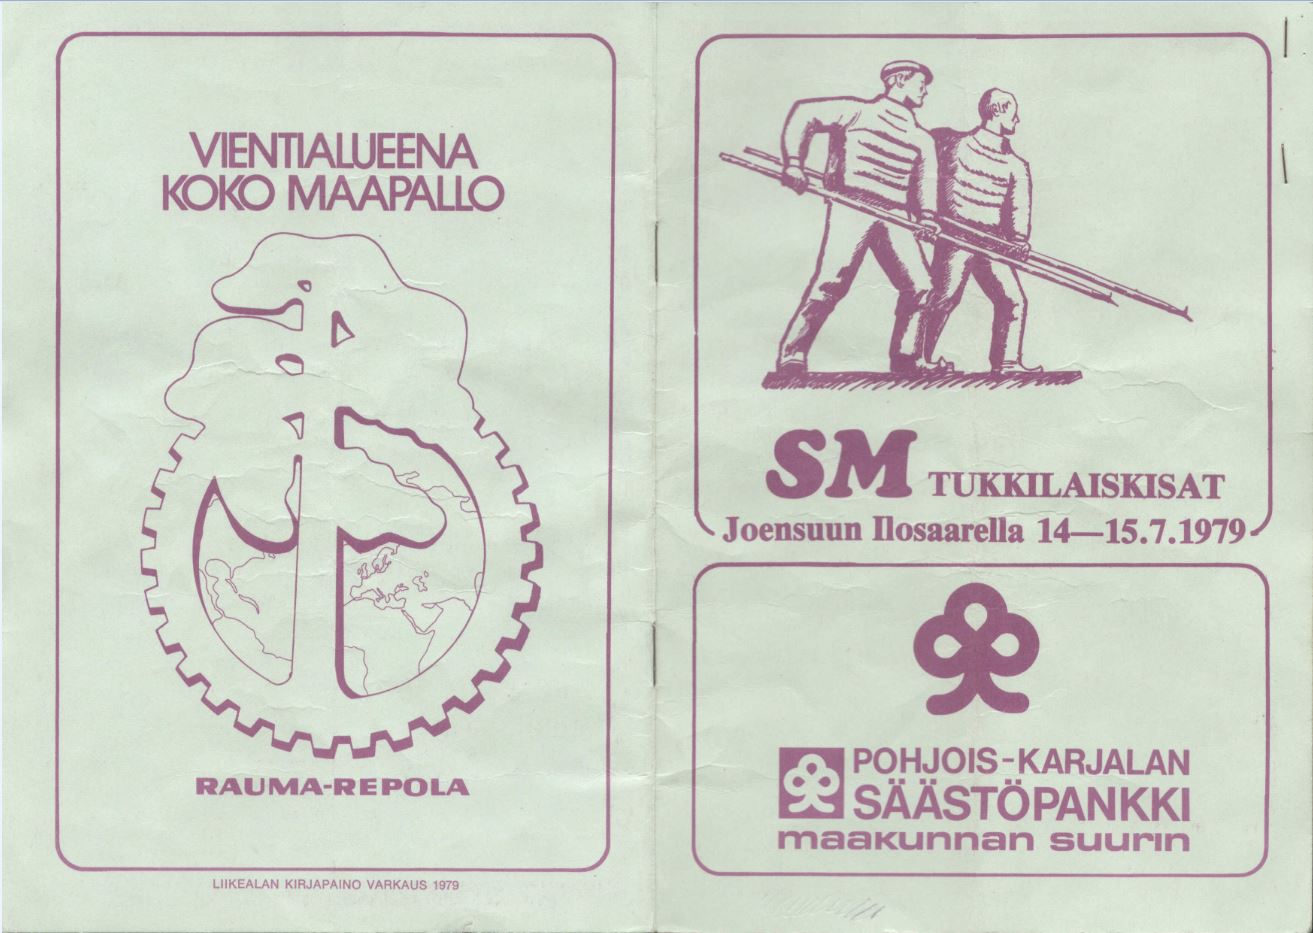 VIENTIALUEENA
KOKO MAAPALLO
RAUMA-REPOLA
LIIKEALAN KIRJAPAINO VARKAUS 1979
SM TUKKILAISKISAT
Joensuun Ilosaarella 14—15.7.1979
POHJOIS-KARJALAN
SÄÄSTÖPANKKI
maakunnan suurin